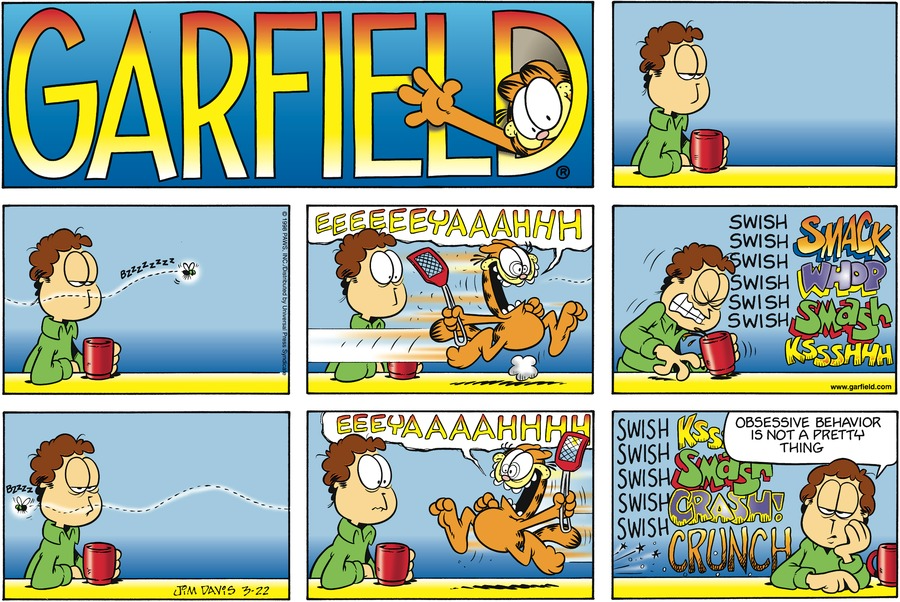 GARFIELD
®
BZZZZZZZZ
© 1998 PAWS, INC./Distributed by Universal Press Syndicate
EEEEEEEYAAAHHH
SWISH
SWISH
SWISH
SWISH
SWISH
SWISH
SMACK
WHOP
SMASH
KSSSHHH
www.garfield.com
BZZZZ
JIM DAVIS 3-22
EEEYAAAAHHHHH
SWISH
SWISH
SWISH
SWISH
SWISH
KSS
SMASH
CRASH!
CRUNCH
OBSESSIVE BEHAVIOR
IS NOT A PRETTY
THING